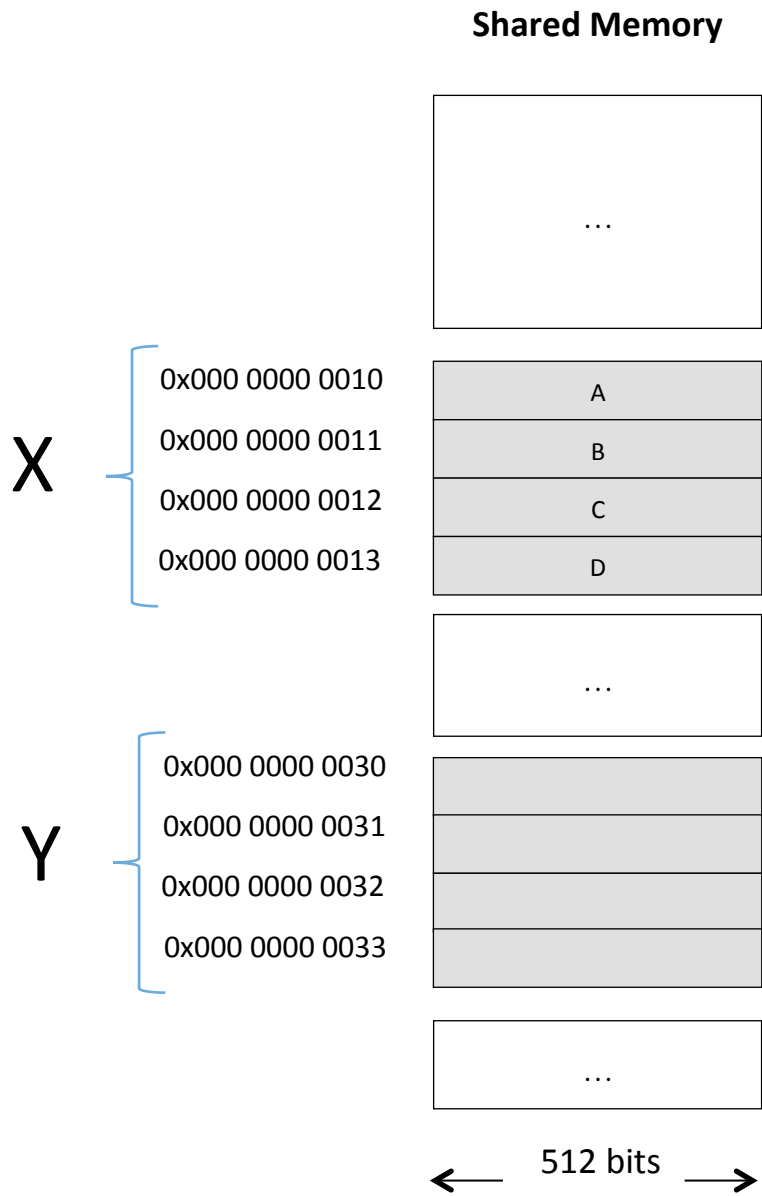 Shared Memory
...
X
0x000 0000 0010
A
0x000 0000 0011
B
0x000 0000 0012
C
0x000 0000 0013
D
...
Y
0x000 0000 0030
0x000 0000 0031
0x000 0000 0032
0x000 0000 0033
...
512 bits